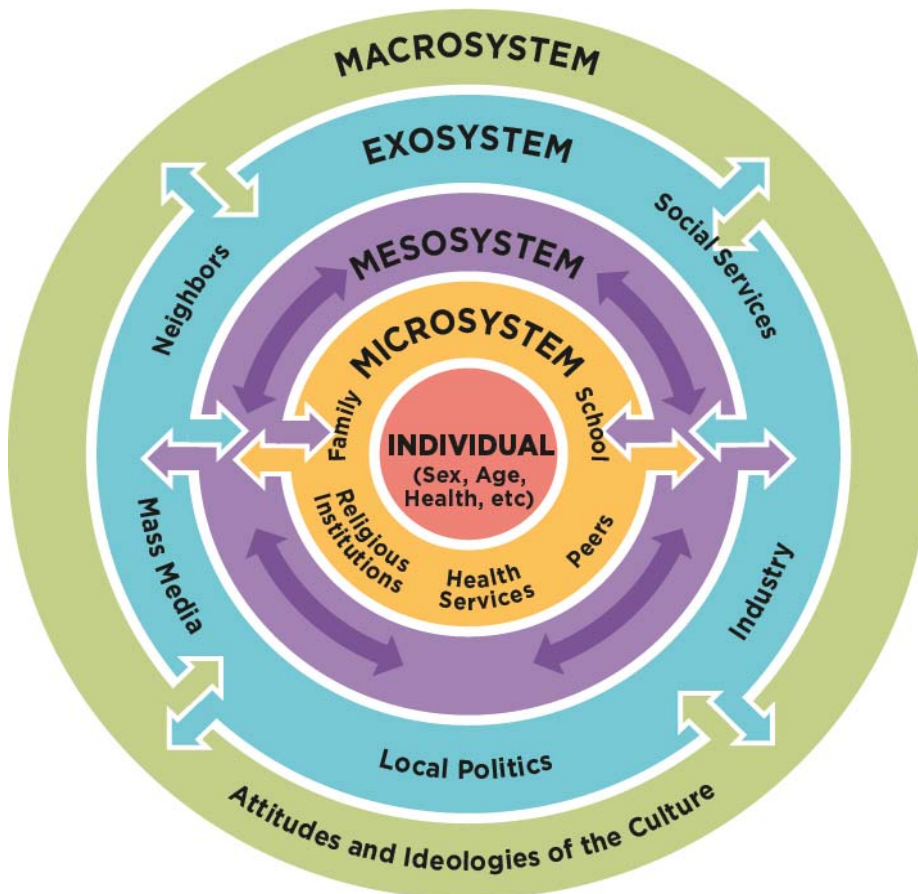 MACROSYSTEM
EXOSYSTEM
Social Services
Neighbors
MESOSYSTEM
MICROSYSTEM
Family
School
INDIVIDUAL
(Sex, Age,
Health, etc)
Religious
Institutions
Health
Services
Peers
Mass Media
Industry
Local Politics
Attitudes and Ideologies of the Culture